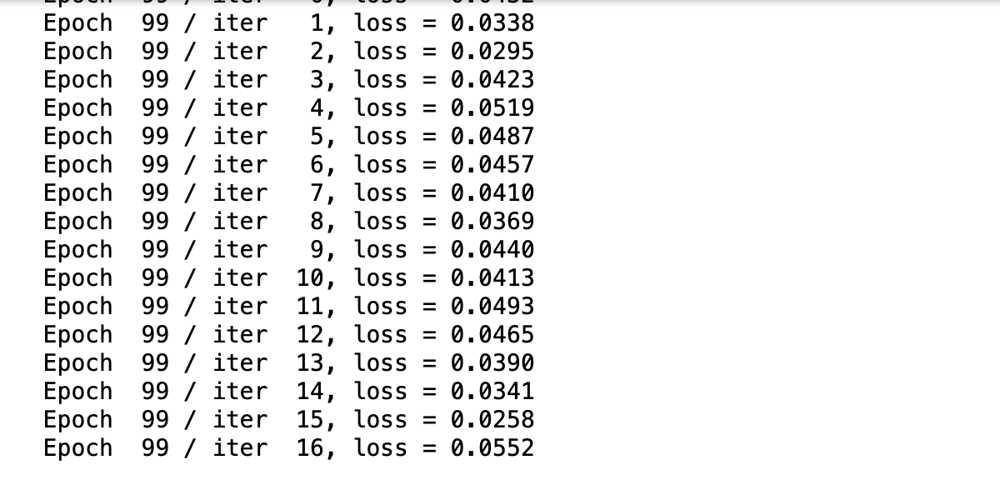 Epoch  99 / iter   1, loss = 0.0338
Epoch  99 / iter   2, loss = 0.0295
Epoch  99 / iter   3, loss = 0.0423
Epoch  99 / iter   4, loss = 0.0519
Epoch  99 / iter   5, loss = 0.0487
Epoch  99 / iter   6, loss = 0.0457
Epoch  99 / iter   7, loss = 0.0410
Epoch  99 / iter   8, loss = 0.0369
Epoch  99 / iter   9, loss = 0.0440
Epoch  99 / iter  10, loss = 0.0413
Epoch  99 / iter  11, loss = 0.0493
Epoch  99 / iter  12, loss = 0.0465
Epoch  99 / iter  13, loss = 0.0390
Epoch  99 / iter  14, loss = 0.0341
Epoch  99 / iter  15, loss = 0.0258
Epoch  99 / iter  16, loss = 0.0552